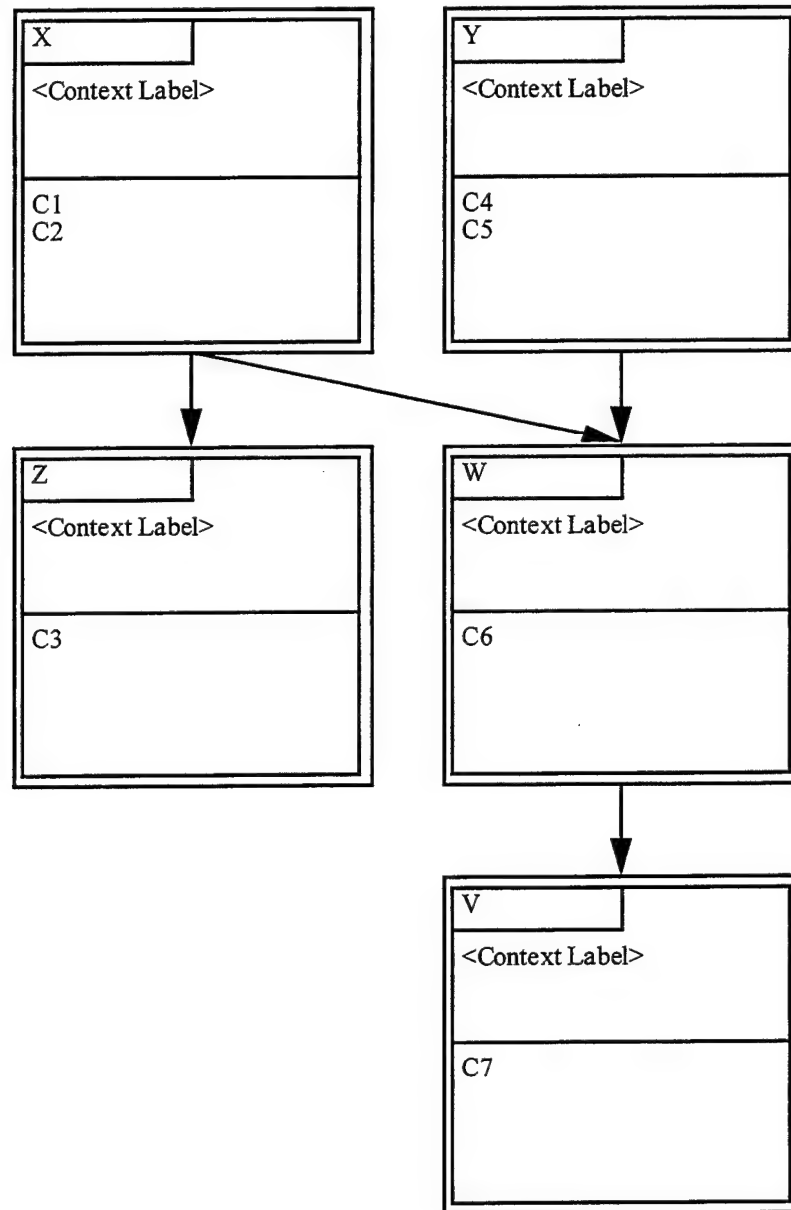 X
<Context Label>
C1
C2
Y
<Context Label>
C4
C5
Z
<Context Label>
C3
W
<Context Label>
C6
V
<Context Label>
C7